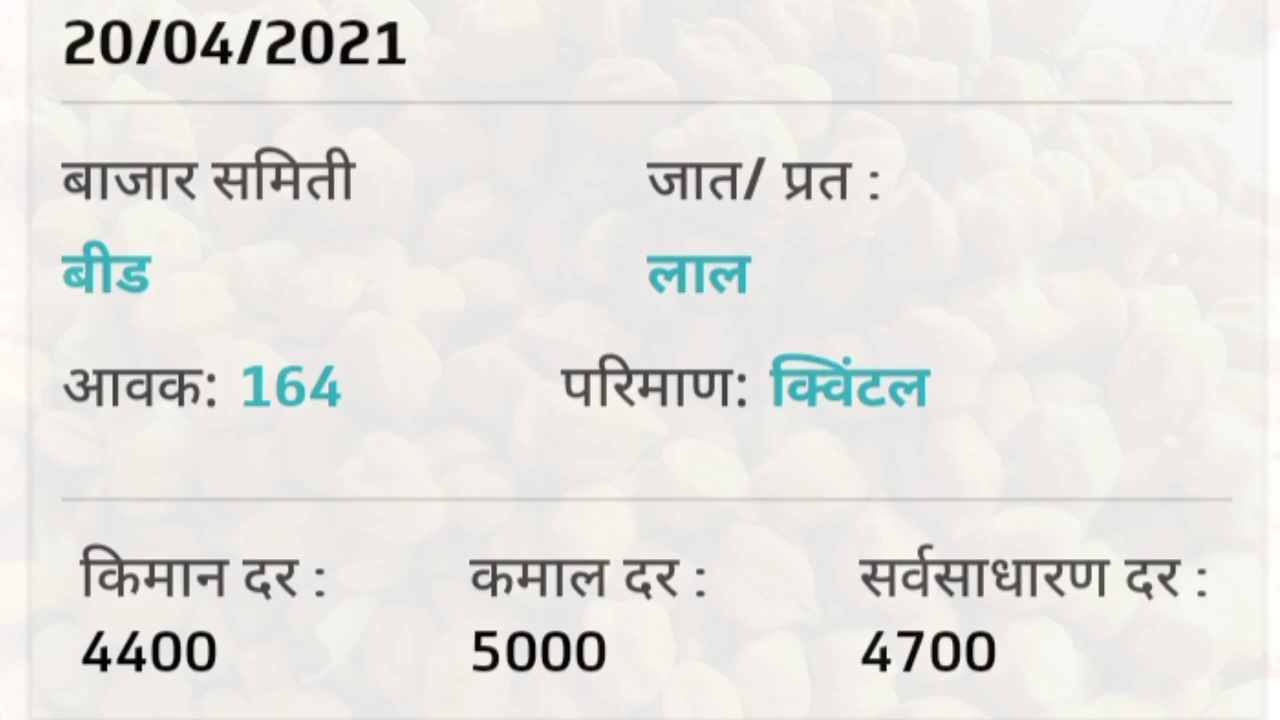 20/04/2021
बाजार समिती जात/ प्रत :
बीड लाल
आवक: 164 परिमाण: क्विंटल
किमान दर : कमाल दर : सर्वसाधारण दर :
4400 5000 4700